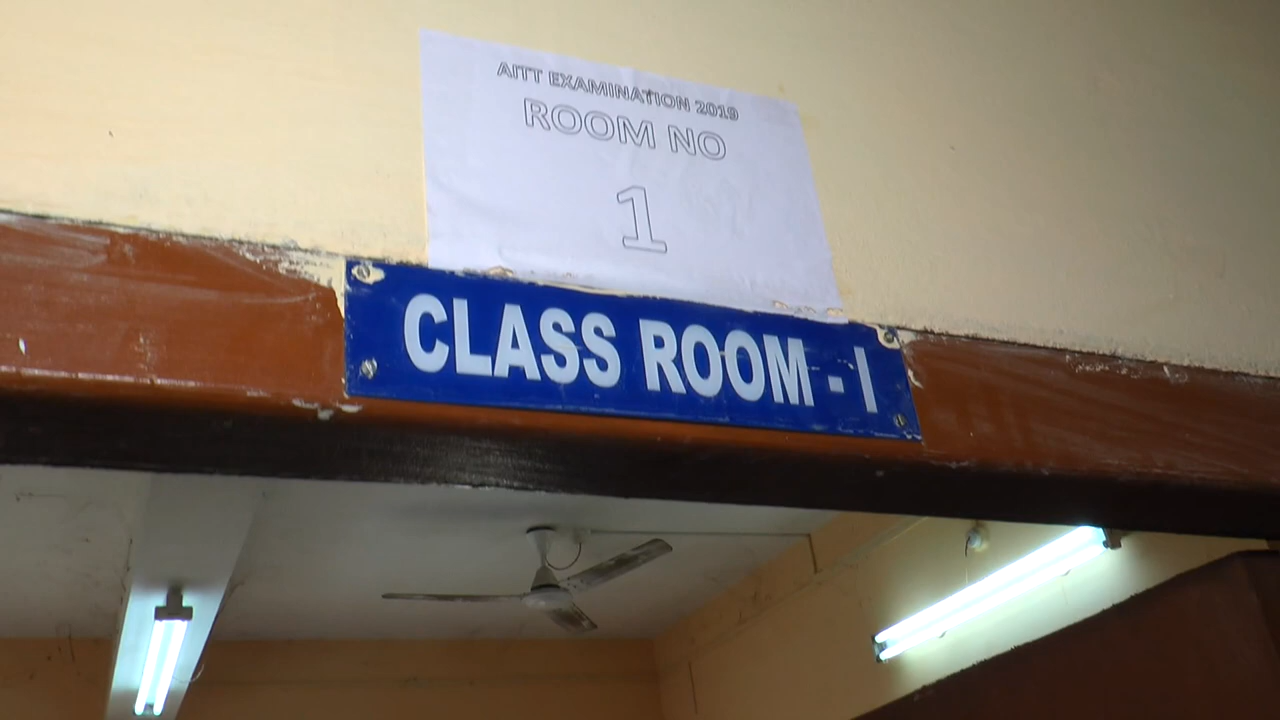 AITT EXAMINATION 2019
ROOM NO
1
CLASS ROOM - I